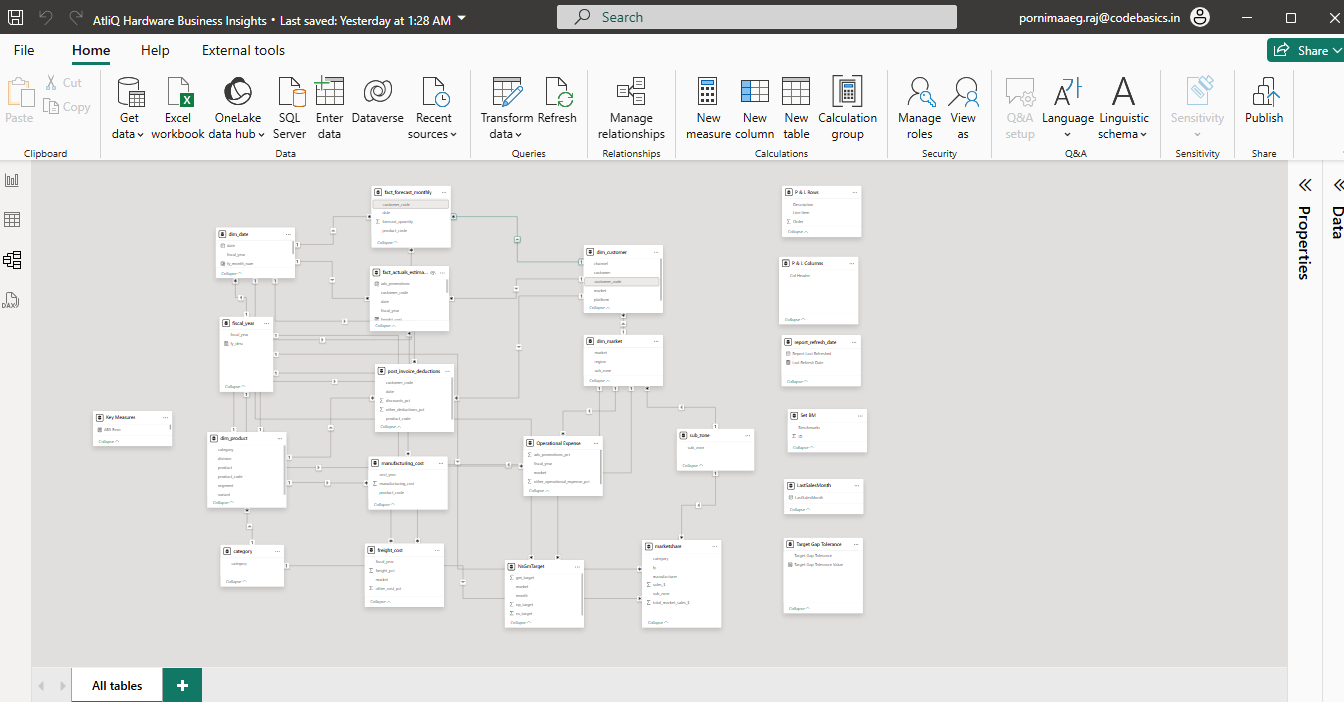 AtliQ Hardware Business Insights • Last saved: Yesterday at 1:28 AM
Search
pornimaaeg.raj@codebasics.in
File
Home
Help
External tools
Share
Paste
Cut
Copy
Clipboard
Get data
Excel workbook
OneLake data hub
SQL Server
Enter data
Dataverse
Recent sources
Data
Transform data
Refresh
Queries
Manage relationships
Relationships
New measure
New column
New table
Calculation group
Calculations
Manage roles
View as
Security
Q&A setup
Language
Linguistic schema
Q&A
Sensitivity
Sensitivity
Publish
Share
DAX
fact_forecast_monthly
customer_code
date
forecast_quantity
product_code
Collapse
dim_date
date
fiscal_year
fy_month_num
Collapse
fact_actuals_estima...
ads_promotions
customer_code
date
fiscal_year
Collapse
fiscal_year
fiscal_year
fy_desc
Collapse
post_invoice_deductions
customer_code
date
discounts_pct
other_deductions_pct
product_code
Collapse
Key Measures
Collapse
dim_product
category
division
product
product_code
segment
variant
Collapse
manufacturing_cost
cost_year
manufacturing_cost
product_code
Collapse
category
category
Collapse
freight_cost
fiscal_year
freight_pct
market
other_cost_pct
Collapse
dim_customer
channel
customer
customer_code
market
platform
Collapse
dim_market
market
region
sub_zone
Collapse
Operational Expense
ads_promotions_pct
fiscal_year
market
other_operational_expense_pct
Collapse
sub_zone
sub_zone
Collapse
NsGmTarget
gm_target
market
month
np_target
ns_target
Collapse
marketshare
category
fy
manufacturer
sales_$
sub_zone
total_market_sales_$
Collapse
P & L Rows
Description
Line Item
Order
Collapse
P & L Columns
Col Header
Collapse
report_refresh_date
Report Last Refreshed
Last Refresh Date
Collapse
Set BM
Benchmarks
ID
Collapse
LastSalesMonth
LastSalesMonth
Collapse
Target Gap Tolerance
Target Gap Tolerance
Target Gap Tolerance Value
Collapse
Properties
Data
All tables